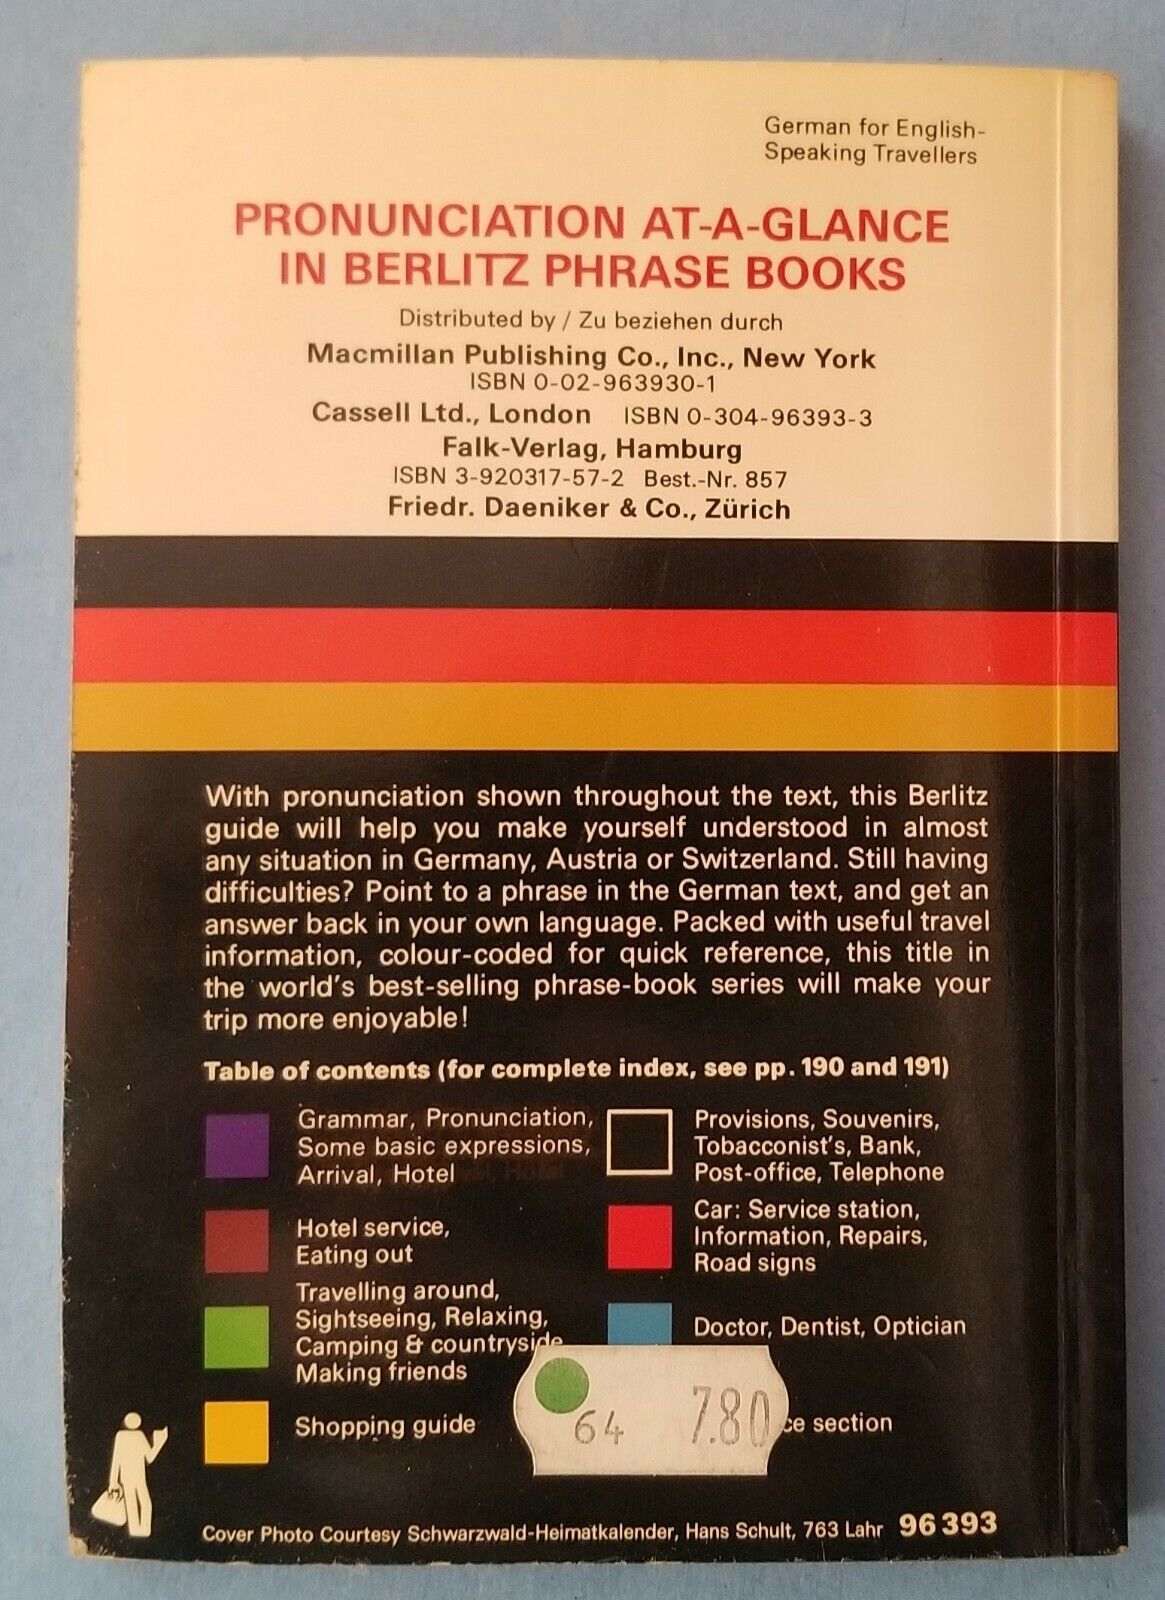 German for English-
Speaking Travellers
PRONUNCIATION AT-A-GLANCE
IN BERLITZ PHRASE BOOKS
Distributed by / Zu beziehen durch
Macmillan Publishing Co., Inc., New York
ISBN 0-02-963930-1
Cassell Ltd., London ISBN 0-304-96393-3
Falk-Verlag, Hamburg
ISBN 3-920317-57-2 Best.-Nr. 857
Friedr. Daeniker & Co., Zürich
With pronunciation shown throughout the text, this Berlitz
guide will help you make yourself understood in almost
any situation in Germany, Austria or Switzerland. Still having
difficulties? Point to a phrase in the German text, and get an
answer back in your own language. Packed with useful travel
information, colour-coded for quick reference, this title in
the world's best-selling phrase-book series will make your
trip more enjoyable!
Table of contents (for complete index, see pp. 190 and 191)
Grammar, Pronunciation,
Some basic expressions,
Arrival, Hotel
Hotel service,
Eating out
Travelling around,
Sightseeing, Relaxing,
Camping & countryside
Making friends
Shopping guide
Provisions, Souvenirs,
Tobacconist's, Bank,
Post-office, Telephone
Car: Service station,
Information, Repairs,
Road signs
Doctor, Dentist, Optician
section
64 7.80
Cover Photo Courtesy Schwarzwald-Heimatkalender, Hans Schult, 763 Lahr 96 393